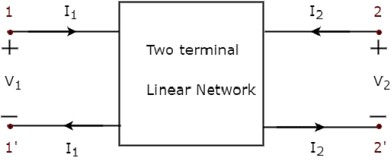 1 I1 I2 2
+ +
V1 Two terminal V2
Linear Network
– –
1' I1 I2 2'